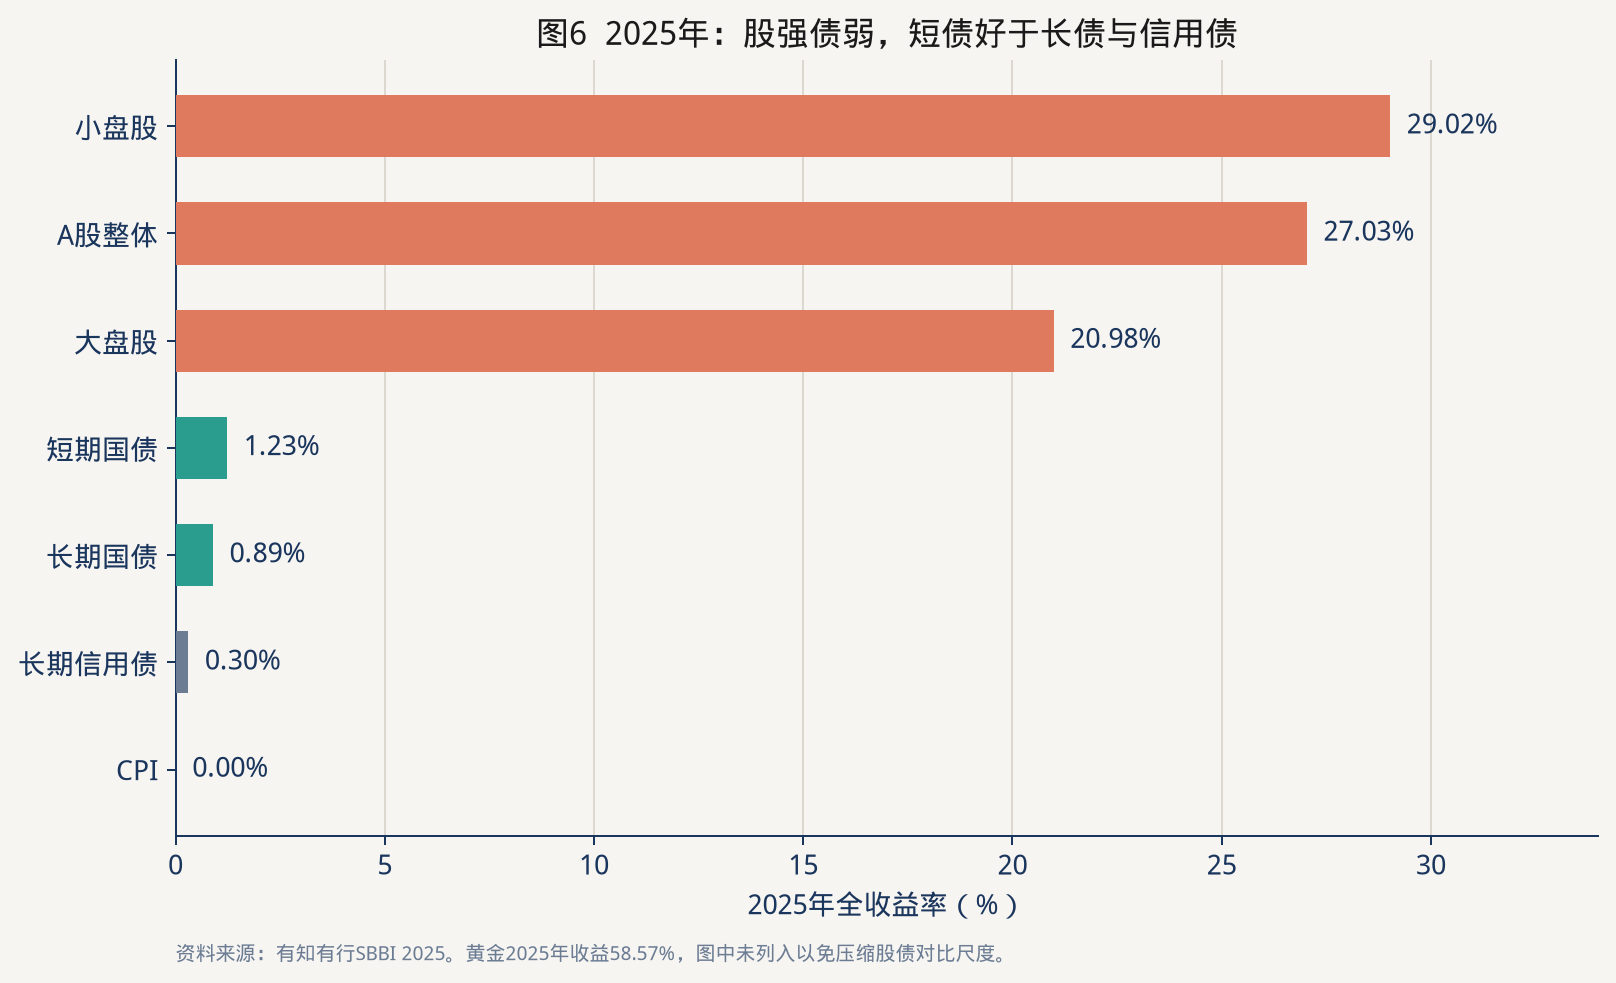 图6  2025年：股强债弱，短债好于长债与信用债
小盘股 29.02%
A股整体 27.03%
大盘股 20.98%
短期国债 1.23%
长期国债 0.89%
长期信用债 0.30%
CPI 0.00%
0 5 10 15 20 25 30
2025年全收益率（%）
资料来源：有知有行SBBI 2025。黄金2025年收益58.57%，图中未列入以免压缩股债对比尺度。